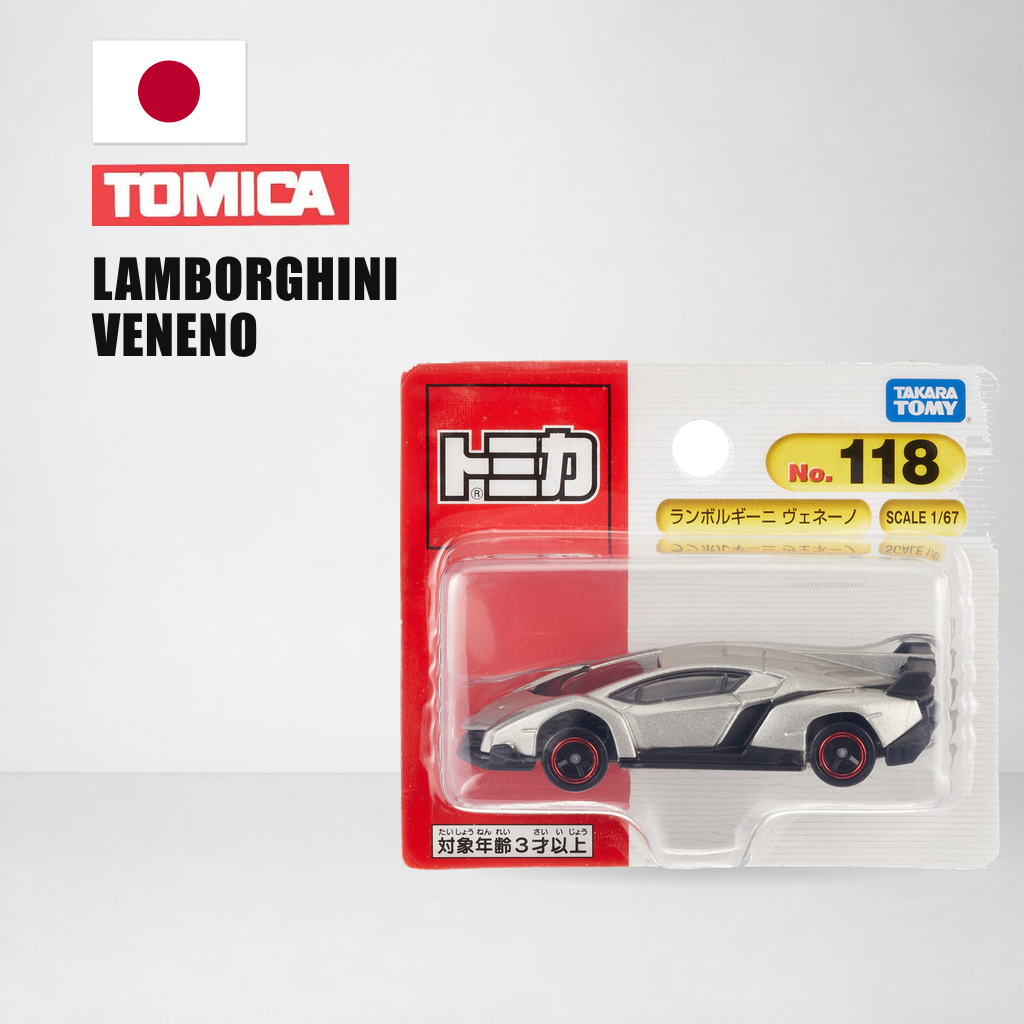 TOMICA
LAMBORGHINI
VENENO
TAKARA
TOMY
®
トミカ
®
No. 118
ランボルギーニ ヴェネーノ
SCALE 1/67
たいしょうねんれい さいいじょう
対象年齢3才以上